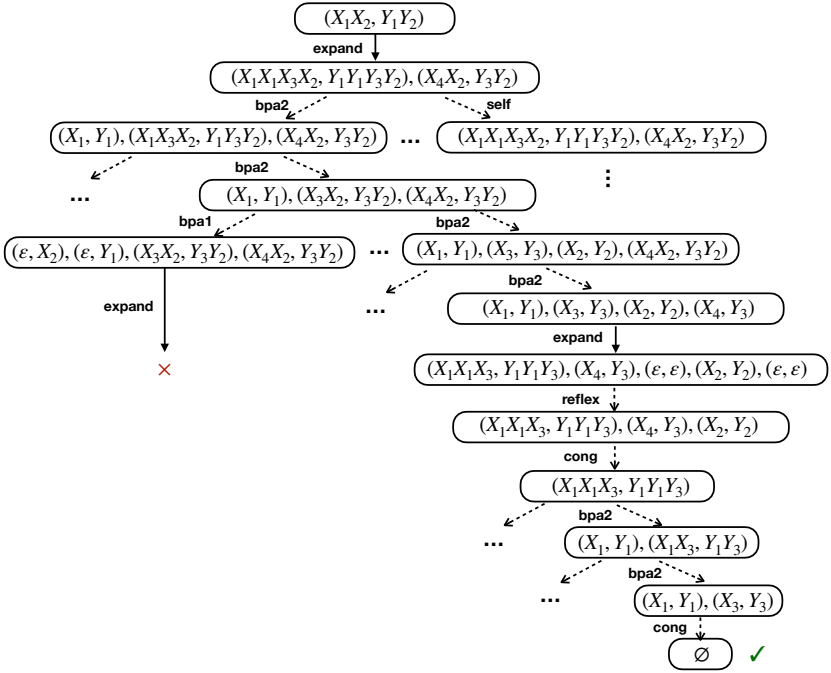 (X₁X₂, Y₁Y₂)
expand
(X₁X₁X₃X₂, Y₁Y₁Y₃Y₂), (X₄X₂, Y₃Y₂)
bpa2 self
(X₁, Y₁), (X₁X₃X₂, Y₁Y₃Y₂), (X₄X₂, Y₃Y₂) ... (X₁X₁X₃X₂, Y₁Y₁Y₃Y₂), (X₄X₂, Y₃Y₂)
bpa2
... ⋮
(X₁, Y₁), (X₃X₂, Y₃Y₂), (X₄X₂, Y₃Y₂)
bpa1 bpa2
(ε, X₂), (ε, Y₁), (X₃X₂, Y₃Y₂), (X₄X₂, Y₃Y₂) ... (X₁, Y₁), (X₃, Y₃), (X₂, Y₂), (X₄X₂, Y₃Y₂)
bpa2
expand ... (X₁, Y₁), (X₃, Y₃), (X₂, Y₂), (X₄, Y₃)
expand
× (X₁X₁X₃, Y₁Y₁Y₃), (X₄, Y₃), (ε, ε), (X₂, Y₂), (ε, ε)
reflex
(X₁X₁X₃, Y₁Y₁Y₃), (X₄, Y₃), (X₂, Y₂)
cong
(X₁X₁X₃, Y₁Y₁Y₃)
bpa2
... (X₁, Y₁), (X₁X₃, Y₁Y₃)
bpa2
... (X₁, Y₁), (X₃, Y₃)
cong
∅ ✓